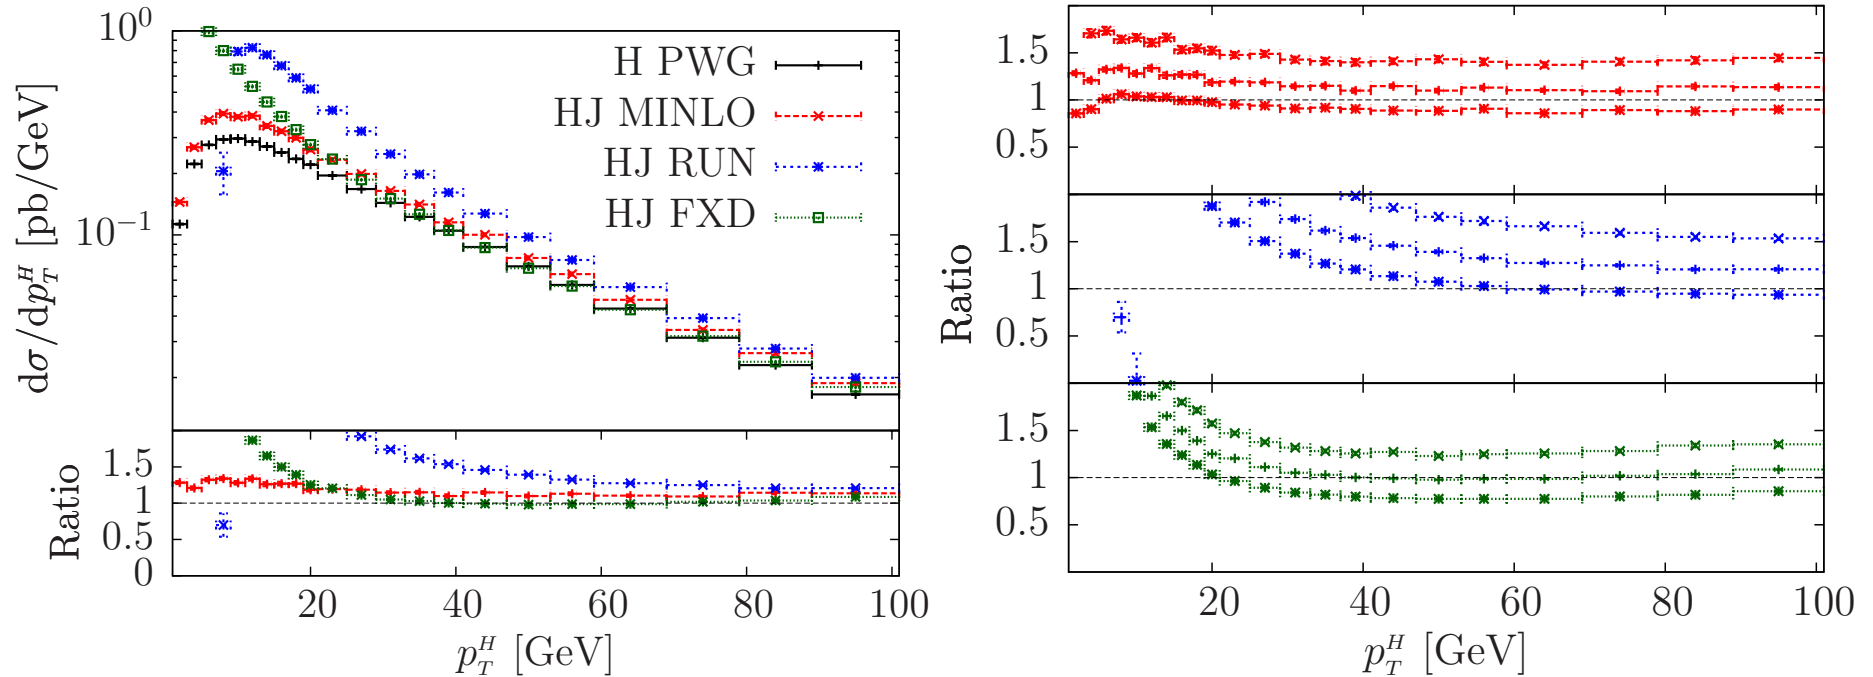 10^0
10^{-1}
dσ/dp_T^H [pb/GeV]
H PWG
HJ MINLO
HJ RUN
HJ FXD
1.5
1
0.5
0
Ratio
20 40 60 80 100
p_T^H [GeV]
1.5
1
0.5
1.5
1
0.5
1.5
1
0.5
Ratio
20 40 60 80 100
p_T^H [GeV]